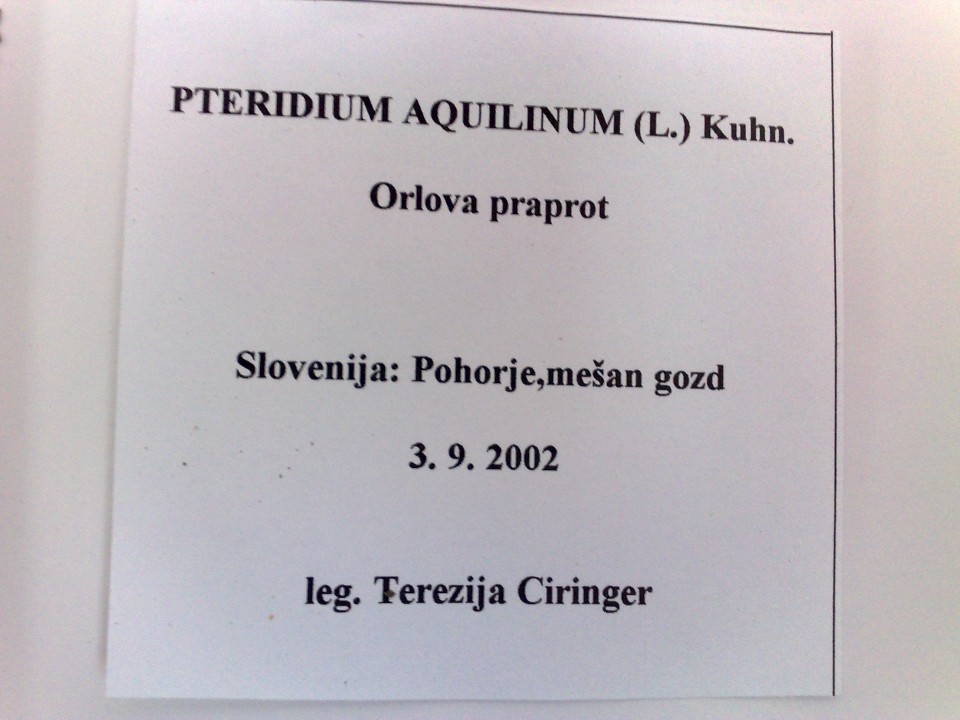 PTERIDIUM AQUILINUM (L.) Kuhn.
Orlova praprot
Slovenija: Pohorje,mešan gozd
3. 9. 2002
leg. Terezija Ciringer